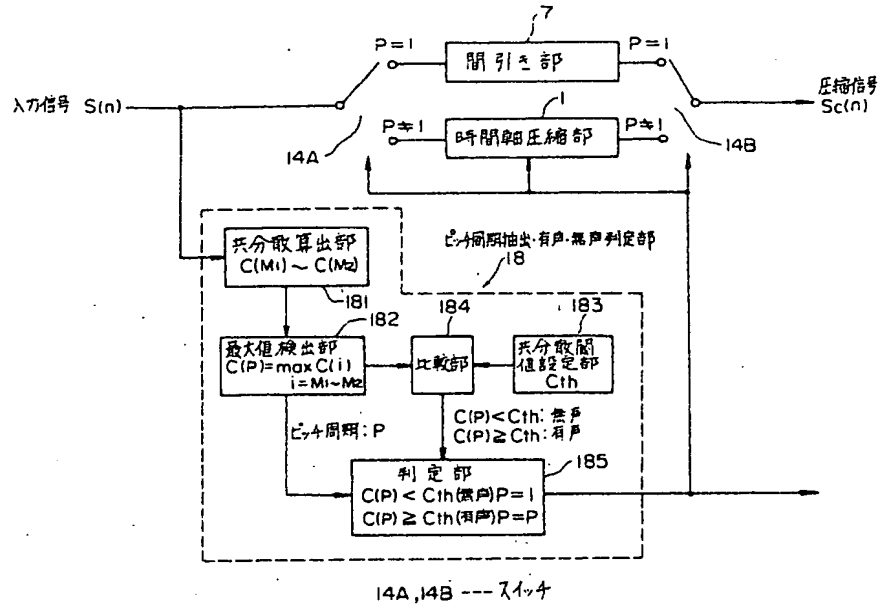 7
P=1
間引き部
P=1
入力信号 S(n)
圧縮信号
Sc(n)
1
14A
P≠1
時間軸圧縮部
P≠1
14B
ピッチ周期抽出・有声・無声判定部
18
共分散算出部
C(M1)～C(M2)
181
182
184
183
最大値検出部
C(P)=max C(i)
i=M1~M2
比較部
共分散閾
値設定部
Cth
ピッチ周期:P
C(P)<Cth:無声
C(P)≧Cth:有声
185
判定部
C(P)<Cth(無声)P=1
C(P)≧Cth(有声)P=P
14A,14B ---スイッチ